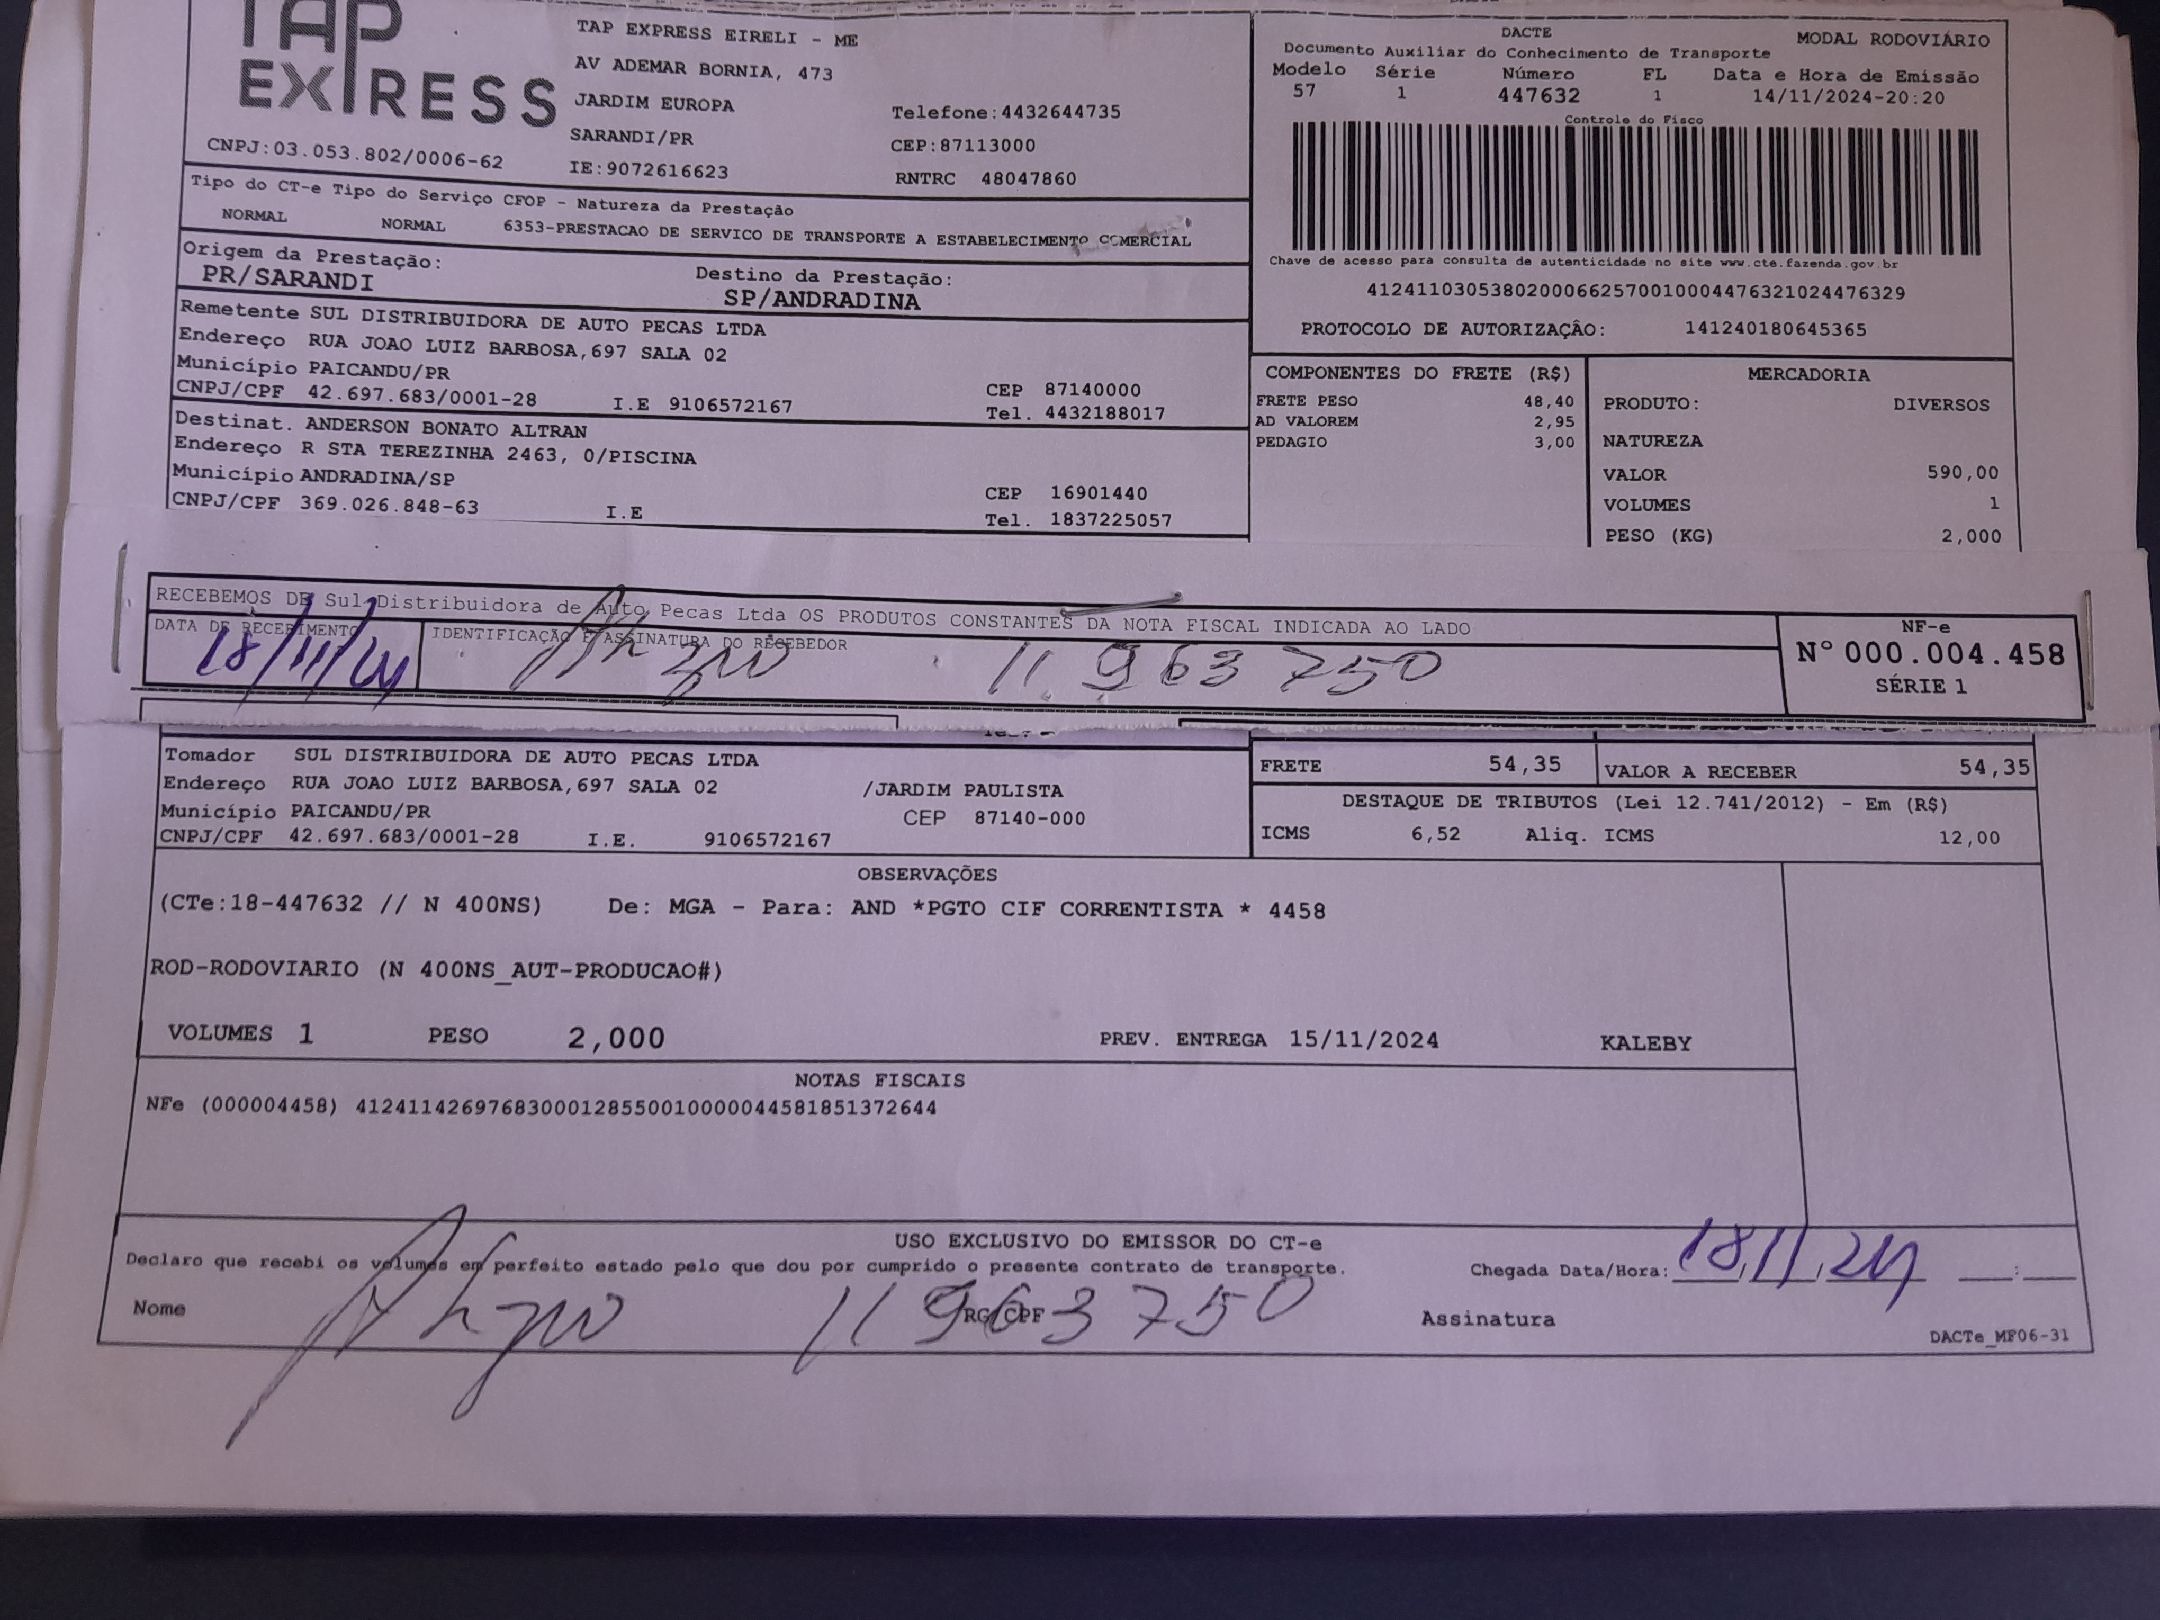 TAP
EXPRESS
CNPJ:03.053.802/0006-62
TAP EXPRESS EIRELI - ME
AV ADEMAR BORNIA, 473
JARDIM EUROPA
SARANDI/PR
IE:9072616623
Telefone:4432644735
CEP:87113000
RNTRC 48047860
DACTE
Documento Auxiliar do Conhecimento de Transporte
MODAL RODOVIÁRIO
Modelo Série Número FL Data e Hora de Emissão
57 1 447632 1 14/11/2024-20:20
Controle do Fisco
Chave de acesso para consulta de autenticidade no site www.cte.fazenda.gov.br
41241103053802000662570010004476321024476329
PROTOCOLO DE AUTORIZAÇÂO: 141240180645365
Tipo do CT-e Tipo do Serviço CFOP - Natureza da Prestação
NORMAL NORMAL 6353-PRESTACAO DE SERVICO DE TRANSPORTE A ESTABELECIMENTO COMERCIAL
Origem da Prestação: Destino da Prestação:
PR/SARANDI SP/ANDRADINA
Remetente SUL DISTRIBUIDORA DE AUTO PECAS LTDA
Endereço RUA JOAO LUIZ BARBOSA,697 SALA 02
Município PAICANDU/PR CEP 87140000
CNPJ/CPF 42.697.683/0001-28 I.E 9106572167 Tel. 4432188017
Destinat. ANDERSON BONATO ALTRAN
Endereço R STA TEREZINHA 2463, 0/PISCINA
Município ANDRADINA/SP CEP 16901440
CNPJ/CPF 369.026.848-63 I.E Tel. 1837225057
COMPONENTES DO FRETE (R$)
FRETE PESO 48,40
AD VALOREM 2,95
PEDAGIO 3,00
MERCADORIA
PRODUTO: DIVERSOS
NATUREZA
VALOR 590,00
VOLUMES 1
PESO (KG) 2,000
RECEBEMOS DE Sul Distribuidora de Auto Pecas Ltda OS PRODUTOS CONSTANTES DA NOTA FISCAL INDICADA AO LADO
DATA DE RECEBIMENTO IDENTIFICAÇÃO E ASSINATURA DO RECEBEDOR
18/11/24 11 963 750
NF-e
N° 000.004.458
SÉRIE 1
Tomador SUL DISTRIBUIDORA DE AUTO PECAS LTDA
Endereço RUA JOAO LUIZ BARBOSA,697 SALA 02 /JARDIM PAULISTA
Município PAICANDU/PR CEP 87140-000
CNPJ/CPF 42.697.683/0001-28 I.E. 9106572167
FRETE 54,35 VALOR A RECEBER 54,35
DESTAQUE DE TRIBUTOS (Lei 12.741/2012) - Em (R$)
ICMS 6,52 Aliq. ICMS 12,00
OBSERVAÇÕES
(CTe:18-447632 // N 400NS) De: MGA - Para: AND *PGTO CIF CORRENTISTA * 4458
ROD-RODOVIARIO (N 400NS_AUT-PRODUCAO#)
VOLUMES 1 PESO 2,000 PREV. ENTREGA 15/11/2024 KALEBY
NOTAS FISCAIS
NFe (000004458) 41241142697683000128550010000044581851372644
USO EXCLUSIVO DO EMISSOR DO CT-e
Declaro que recebi os volumes em perfeito estado pelo que dou por cumprido o presente contrato de transporte. Chegada Data/Hora: 18/11/24 __:__
Nome RG/CPF 11 963 750 Assinatura
DACTe_MF06-31